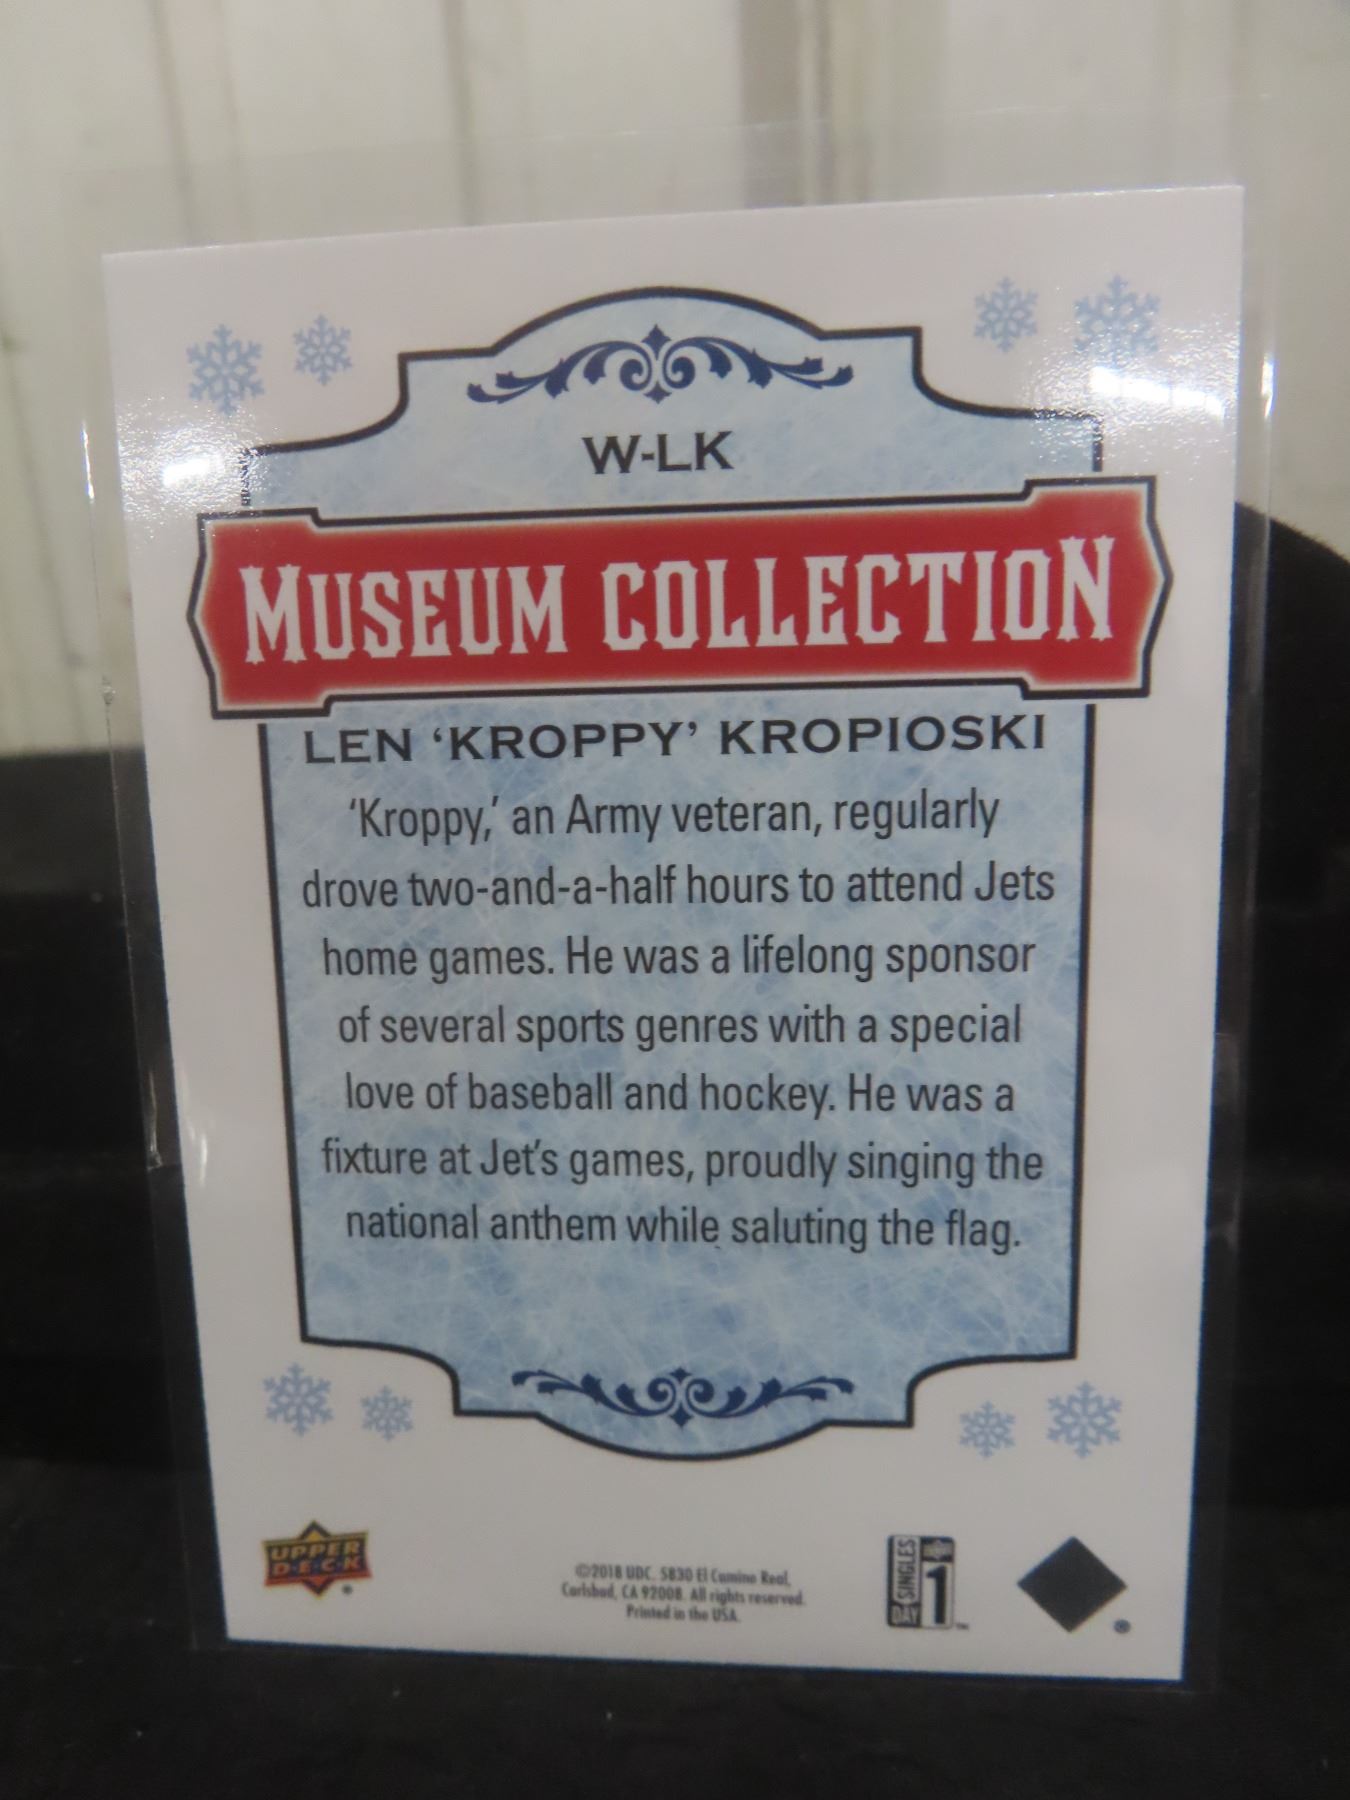 W-LK
MUSEUM COLLECTION
LEN ‘KROPPY’ KROPIOSKI
‘Kroppy,’ an Army veteran, regularly
drove two-and-a-half hours to attend Jets
home games. He was a lifelong sponsor
of several sports genres with a special
love of baseball and hockey. He was a
fixture at Jet’s games, proudly singing the
national anthem while saluting the flag.
UPPER
D·E·C·K
®
©2018 UDC. 5830 El Camino Real,
Carlsbad, CA 92008. All rights reserved.
Printed in the USA.
DAY 1 SINGLES
™
®